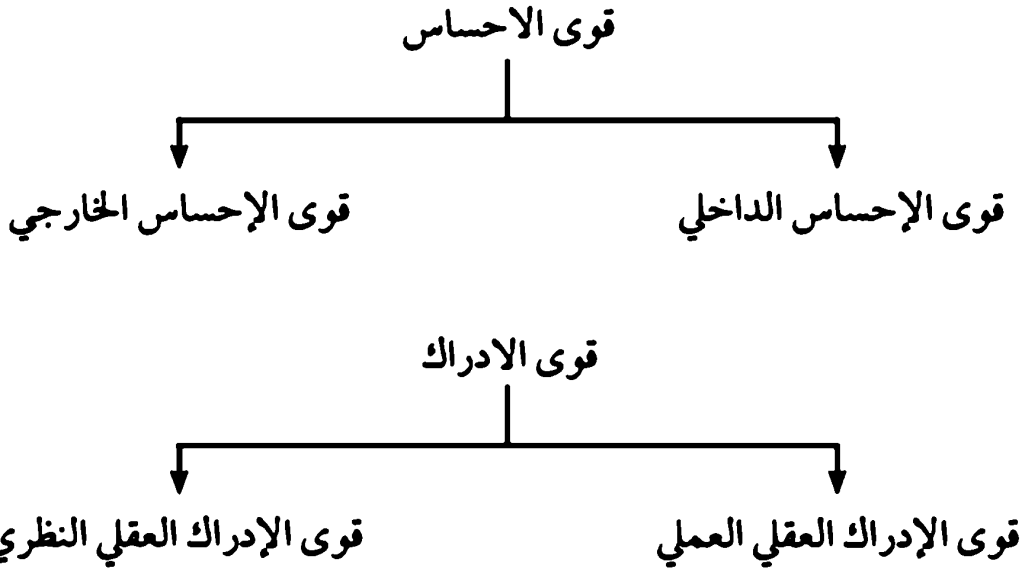 قوى الاحساس
قوى الإحساس الداخلي
قوى الإحساس الخارجي
قوى الادراك
قوى الإدراك العقلي العملي
قوى الإدراك العقلي النظري